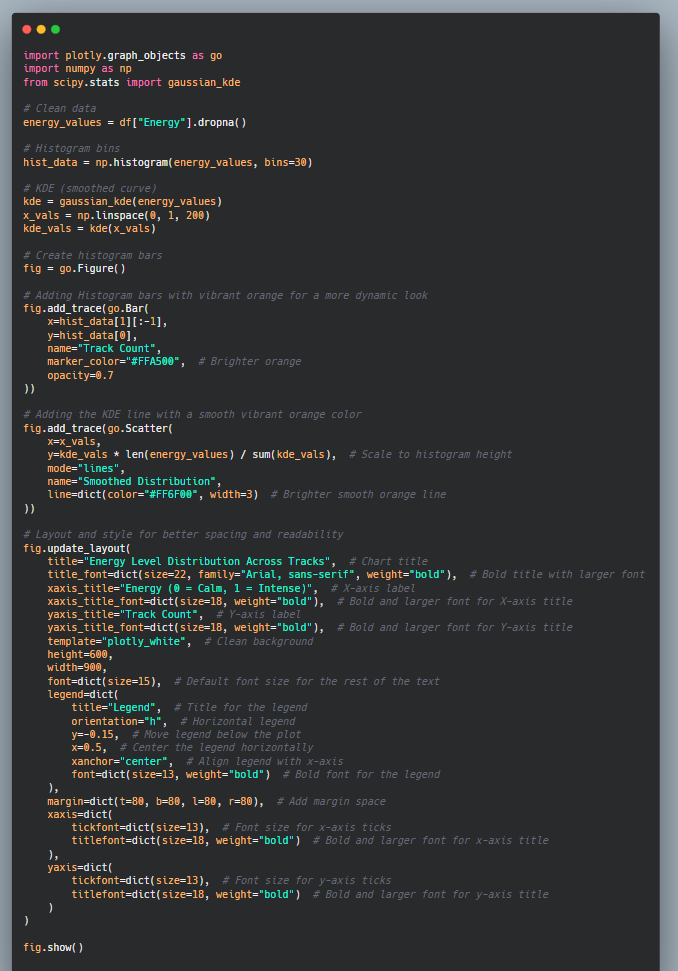 import plotly.graph_objects as go
import numpy as np
from scipy.stats import gaussian_kde

# Clean data
energy_values = df["Energy"].dropna()

# Histogram bins
hist_data = np.histogram(energy_values, bins=30)

# KDE (smoothed curve)
kde = gaussian_kde(energy_values)
x_vals = np.linspace(0, 1, 200)
kde_vals = kde(x_vals)

# Create histogram bars
fig = go.Figure()

# Adding Histogram bars with vibrant orange for a more dynamic look
fig.add_trace(go.Bar(
    x=hist_data[1][:-1],
    y=hist_data[0],
    name="Track Count",
    marker_color="#FFA500",  # Brighter orange
    opacity=0.7
))

# Adding the KDE line with a smooth vibrant orange color
fig.add_trace(go.Scatter(
    x=x_vals,
    y=kde_vals * len(energy_values) / sum(kde_vals),  # Scale to histogram height
    mode="lines",
    name="Smoothed Distribution",
    line=dict(color="#FF6F00", width=3)  # Brighter smooth orange line
))

# Layout and style for better spacing and readability
fig.update_layout(
    title="Energy Level Distribution Across Tracks",  # Chart title
    title_font=dict(size=22, family="Arial, sans-serif", weight="bold"),  # Bold title with larger font
    xaxis_title="Energy (0 = Calm, 1 = Intense)",  # X-axis label
    xaxis_title_font=dict(size=18, weight="bold"),  # Bold and larger font for X-axis title
    yaxis_title="Track Count",  # Y-axis label
    yaxis_title_font=dict(size=18, weight="bold"),  # Bold and larger font for Y-axis title
    template="plotly_white",  # Clean background
    height=600,
    width=900,
    font=dict(size=15),  # Default font size for the rest of the text
    legend=dict(
        title="Legend",  # Title for the legend
        orientation="h",  # Horizontal legend
        y=-0.15,  # Move legend below the plot
        x=0.5,  # Center the legend horizontally
        xanchor="center",  # Align legend with x-axis
        font=dict(size=13, weight="bold")  # Bold font for the legend
    ),
    margin=dict(t=80, b=80, l=80, r=80),  # Add margin space
    xaxis=dict(
        tickfont=dict(size=13),  # Font size for x-axis ticks
        titlefont=dict(size=18, weight="bold")  # Bold and larger font for x-axis title
    ),
    yaxis=dict(
        tickfont=dict(size=13),  # Font size for y-axis ticks
        titlefont=dict(size=18, weight="bold")  # Bold and larger font for y-axis title
    )
)

fig.show()